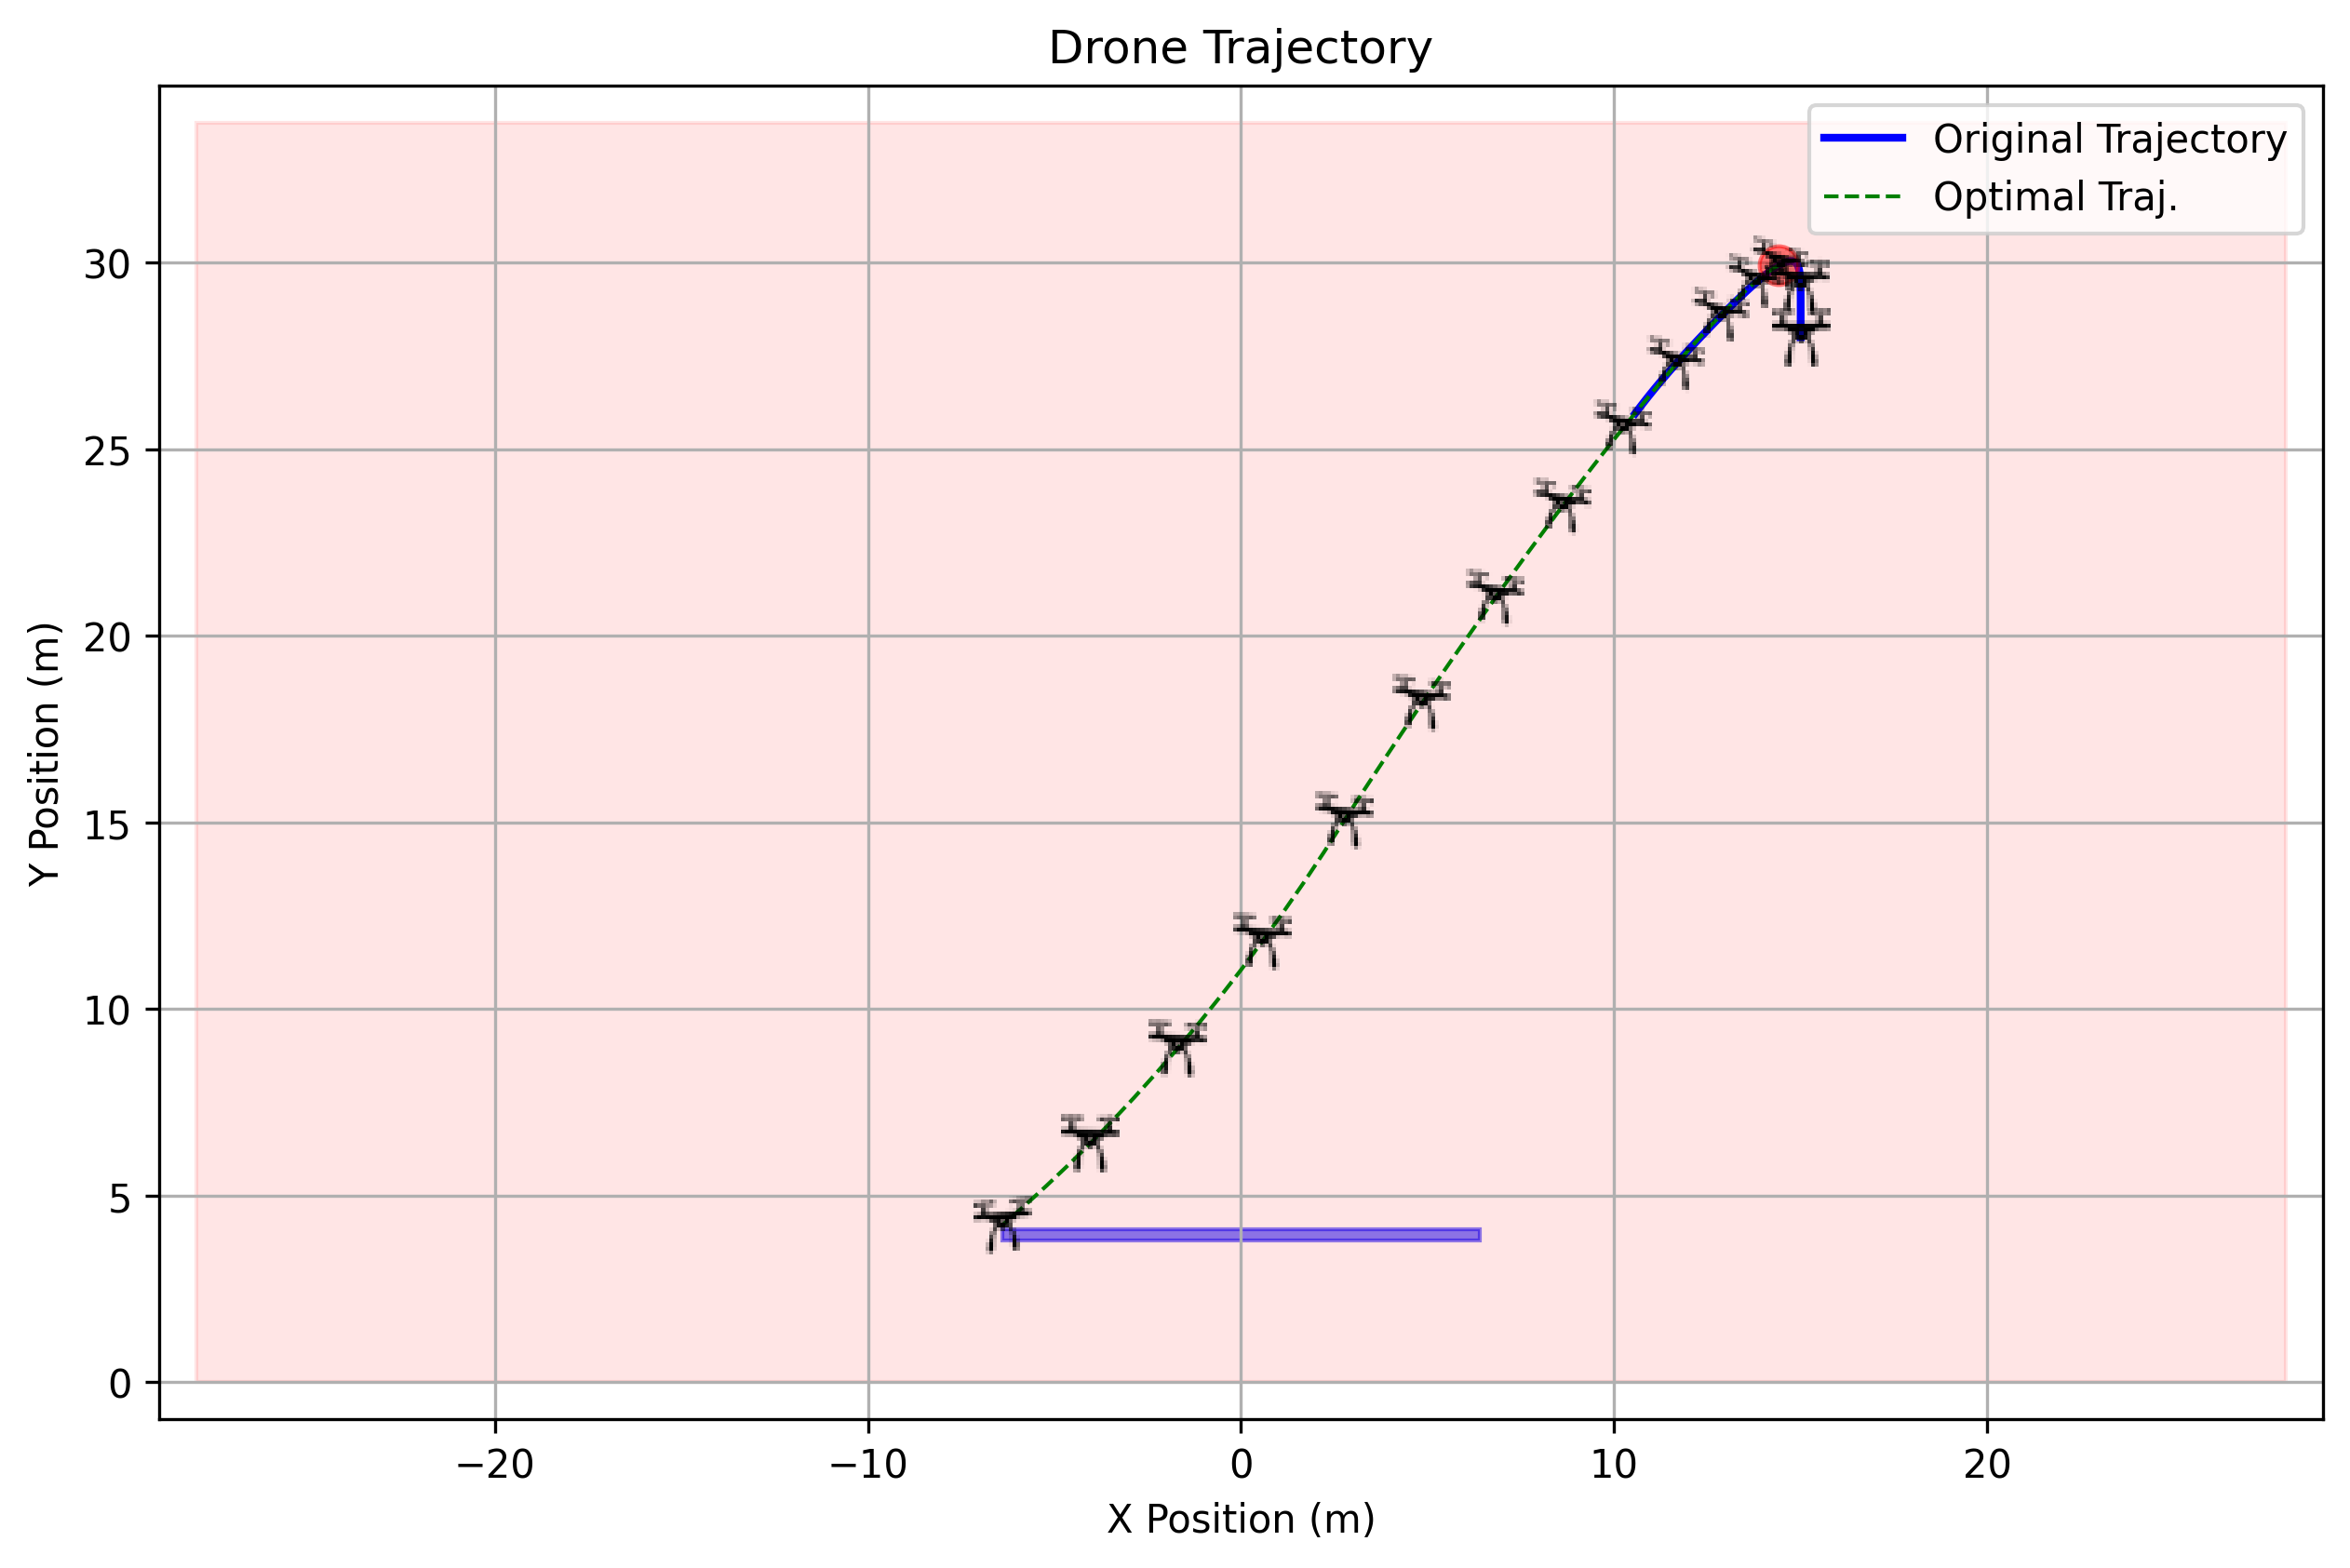 Drone Trajectory
Original Trajectory
Optimal Traj.
Y Position (m)
30
25
20
15
10
5
0
−20
−10
0
10
20
X Position (m)